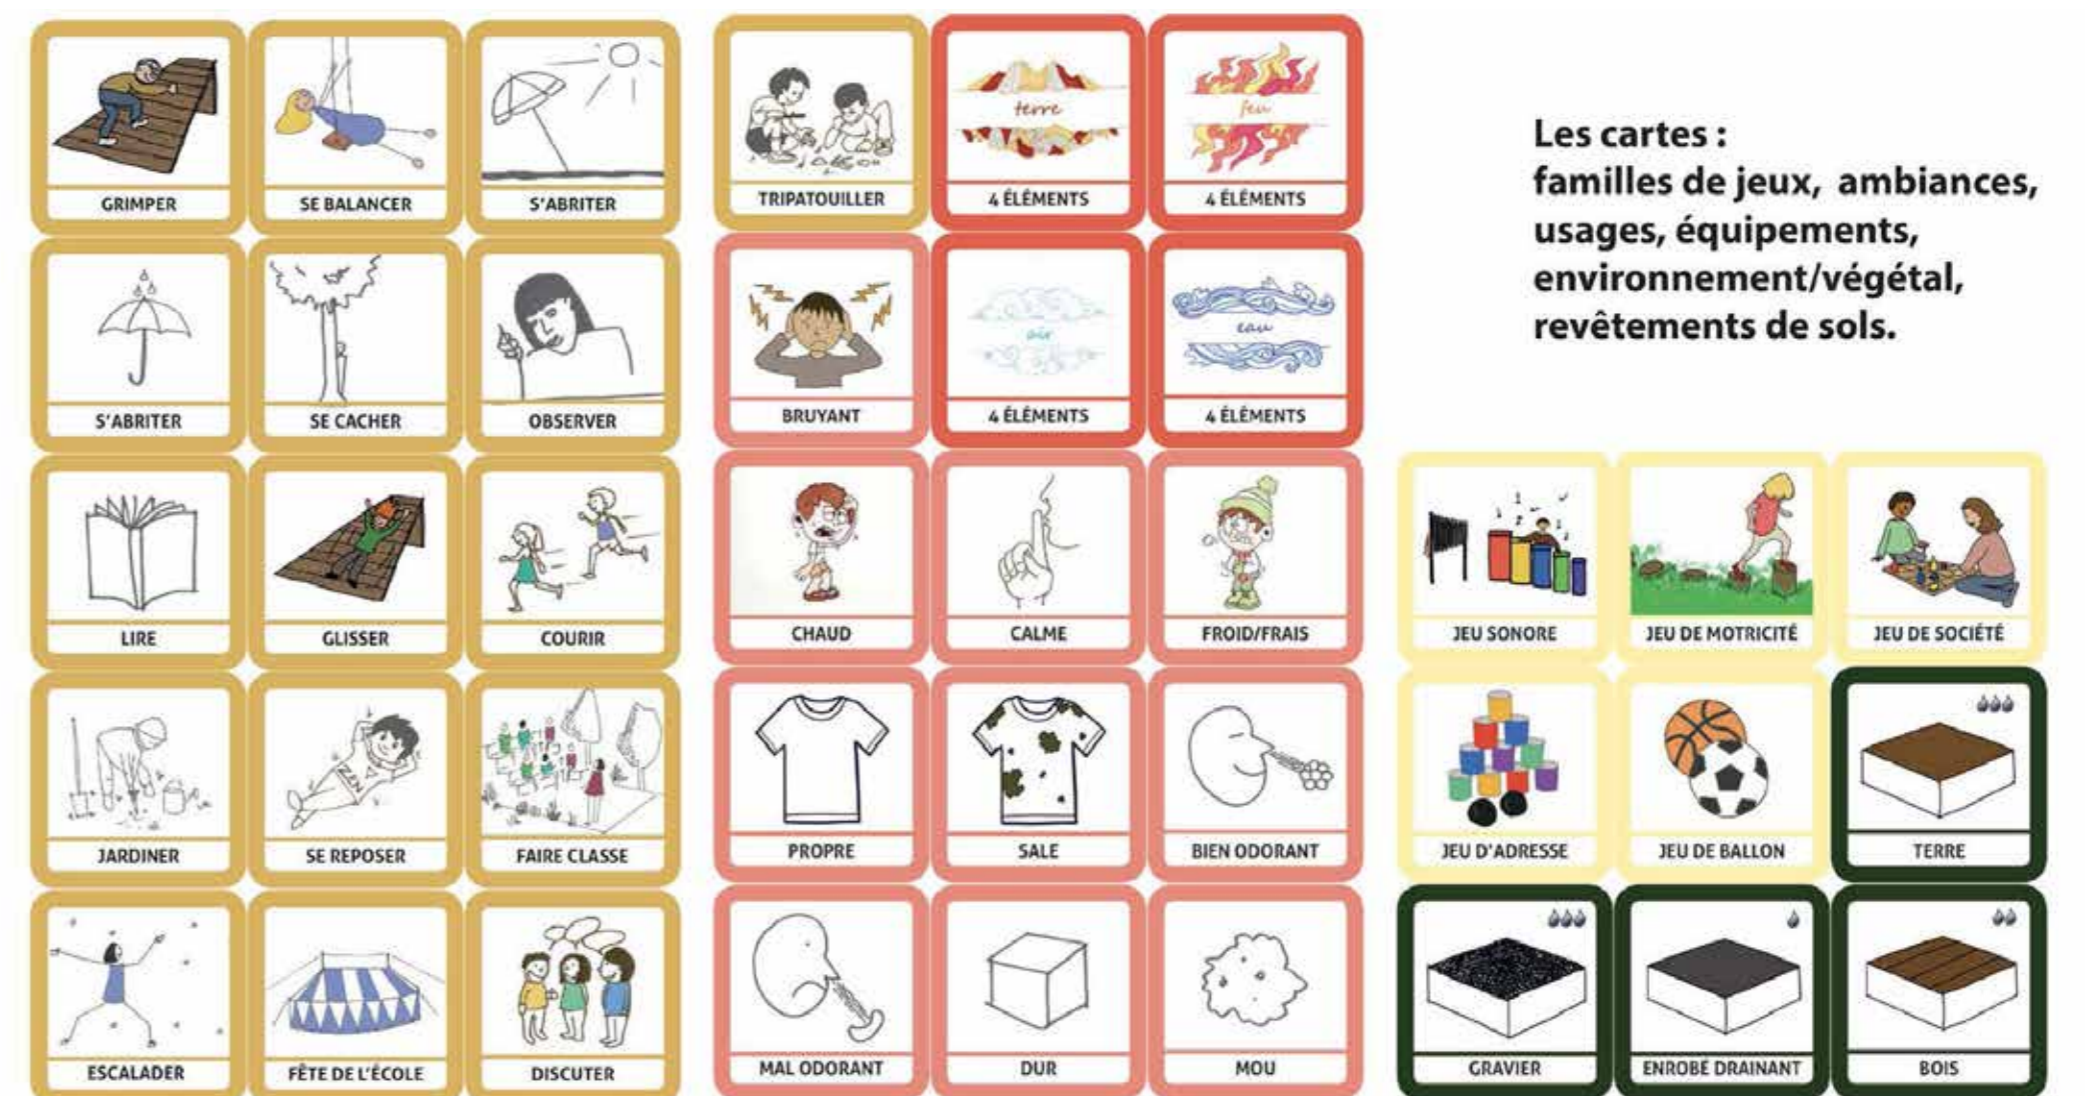 GRIMPER
SE BALANCER
S'ABRITER
S'ABRITER
SE CACHER
OBSERVER
LIRE
GLISSER
COURIR
JARDINER
ZEN
SE REPOSER
FAIRE CLASSE
ESCALADER
FÊTE DE L'ÉCOLE
DISCUTER
TRIPATOUILLER
terre
4 ÉLÉMENTS
feu
4 ÉLÉMENTS
BRUYANT
air
4 ÉLÉMENTS
eau
4 ÉLÉMENTS
CHAUD
CALME
FROID/FRAIS
PROPRE
SALE
BIEN ODORANT
MAL ODORANT
DUR
MOU
Les cartes :
familles de jeux, ambiances,
usages, équipements,
environnement/végétal,
revêtements de sols.
JEU SONORE
JEU DE MOTRICITÉ
JEU DE SOCIÉTÉ
JEU D'ADRESSE
JEU DE BALLON
TERRE
GRAVIER
ENROBÉ DRAINANT
BOIS